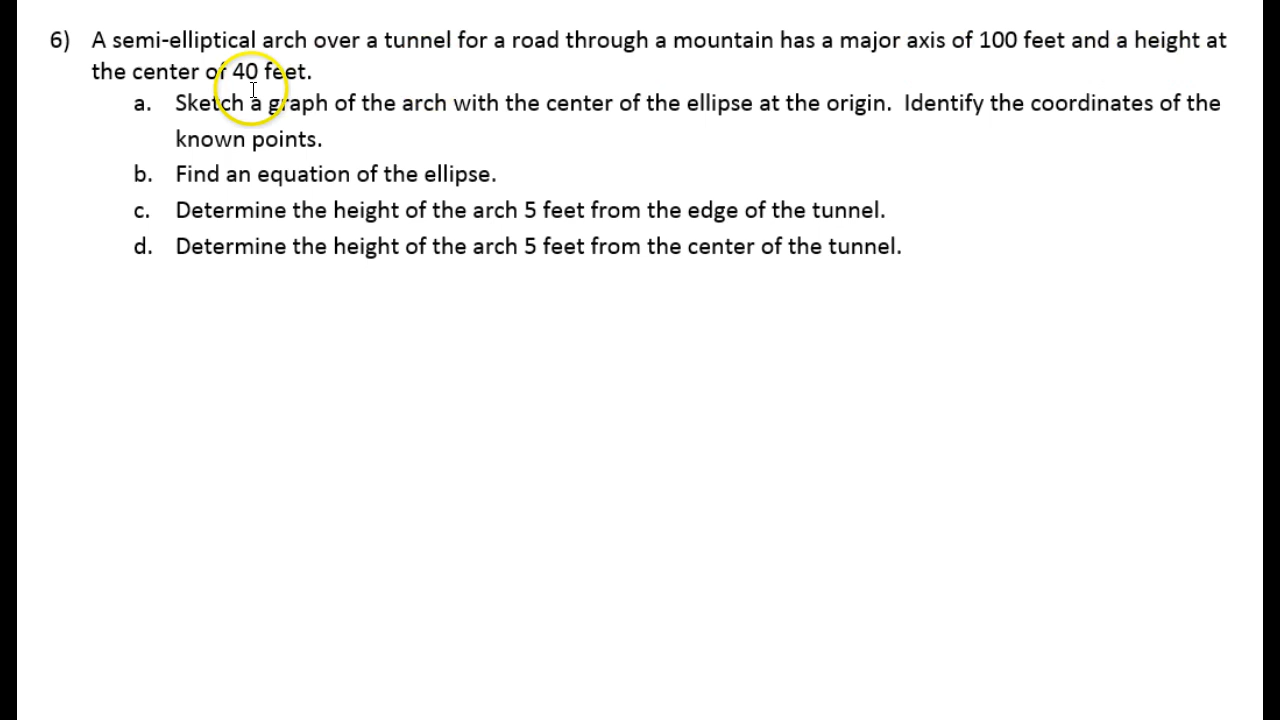 6) A semi-elliptical arch over a tunnel for a road through a mountain has a major axis of 100 feet and a height at
the center of 40 feet.
a. Sketch a graph of the arch with the center of the ellipse at the origin. Identify the coordinates of the
known points.
b. Find an equation of the ellipse.
c. Determine the height of the arch 5 feet from the edge of the tunnel.
d. Determine the height of the arch 5 feet from the center of the tunnel.